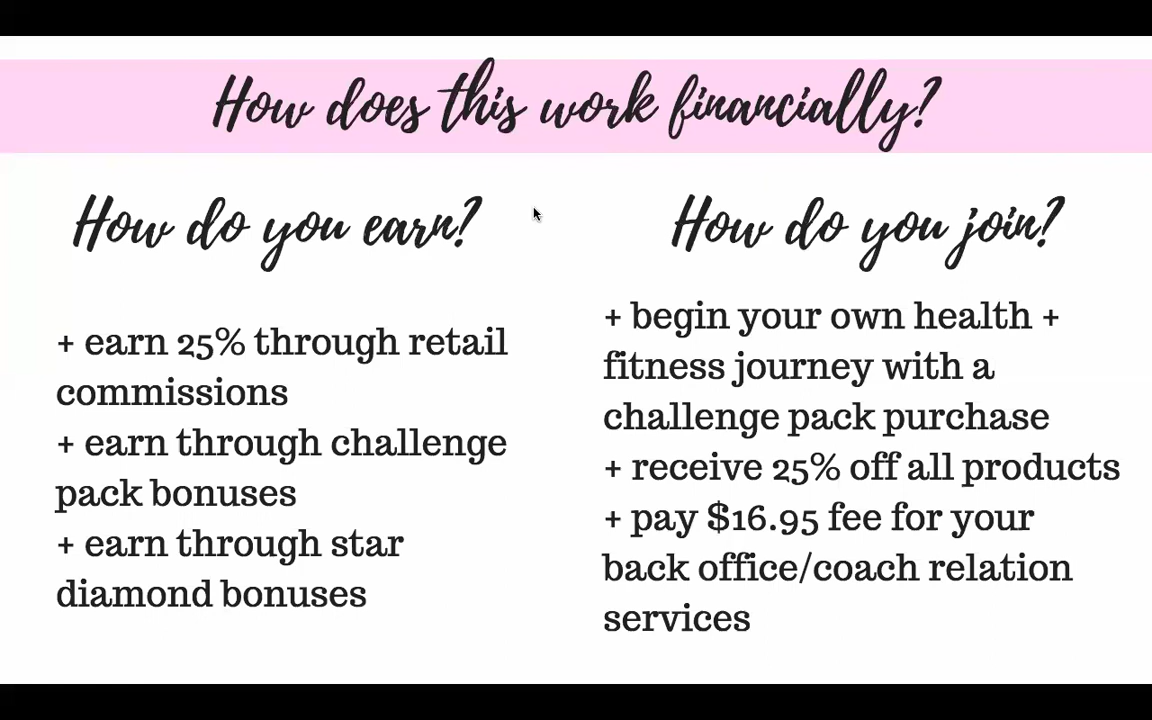 How does this work financially?
How do you earn?
+ earn 25% through retail
commissions
+ earn through challenge
pack bonuses
+ earn through star
diamond bonuses
How do you join?
+ begin your own health +
fitness journey with a
challenge pack purchase
+ receive 25% off all products
+ pay $16.95 fee for your
back office/coach relation
services